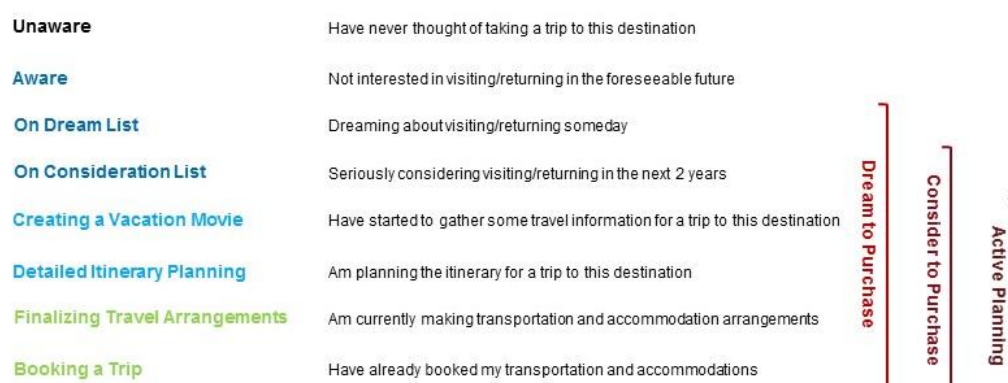 Unaware Have never thought of taking a trip to this destination
Aware Not interested in visiting/returning in the foreseeable future
On Dream List Dreaming about visiting/returning someday
On Consideration List Seriously considering visiting/returning in the next 2 years
Creating a Vacation Movie Have started to gather some travel information for a trip to this destination
Detailed Itinerary Planning Am planning the itinerary for a trip to this destination
Finalizing Travel Arrangements Am currently making transportation and accommodation arrangements
Booking a Trip Have already booked my transportation and accommodations
Dream to Purchase
Consider to Purchase
Active Planning